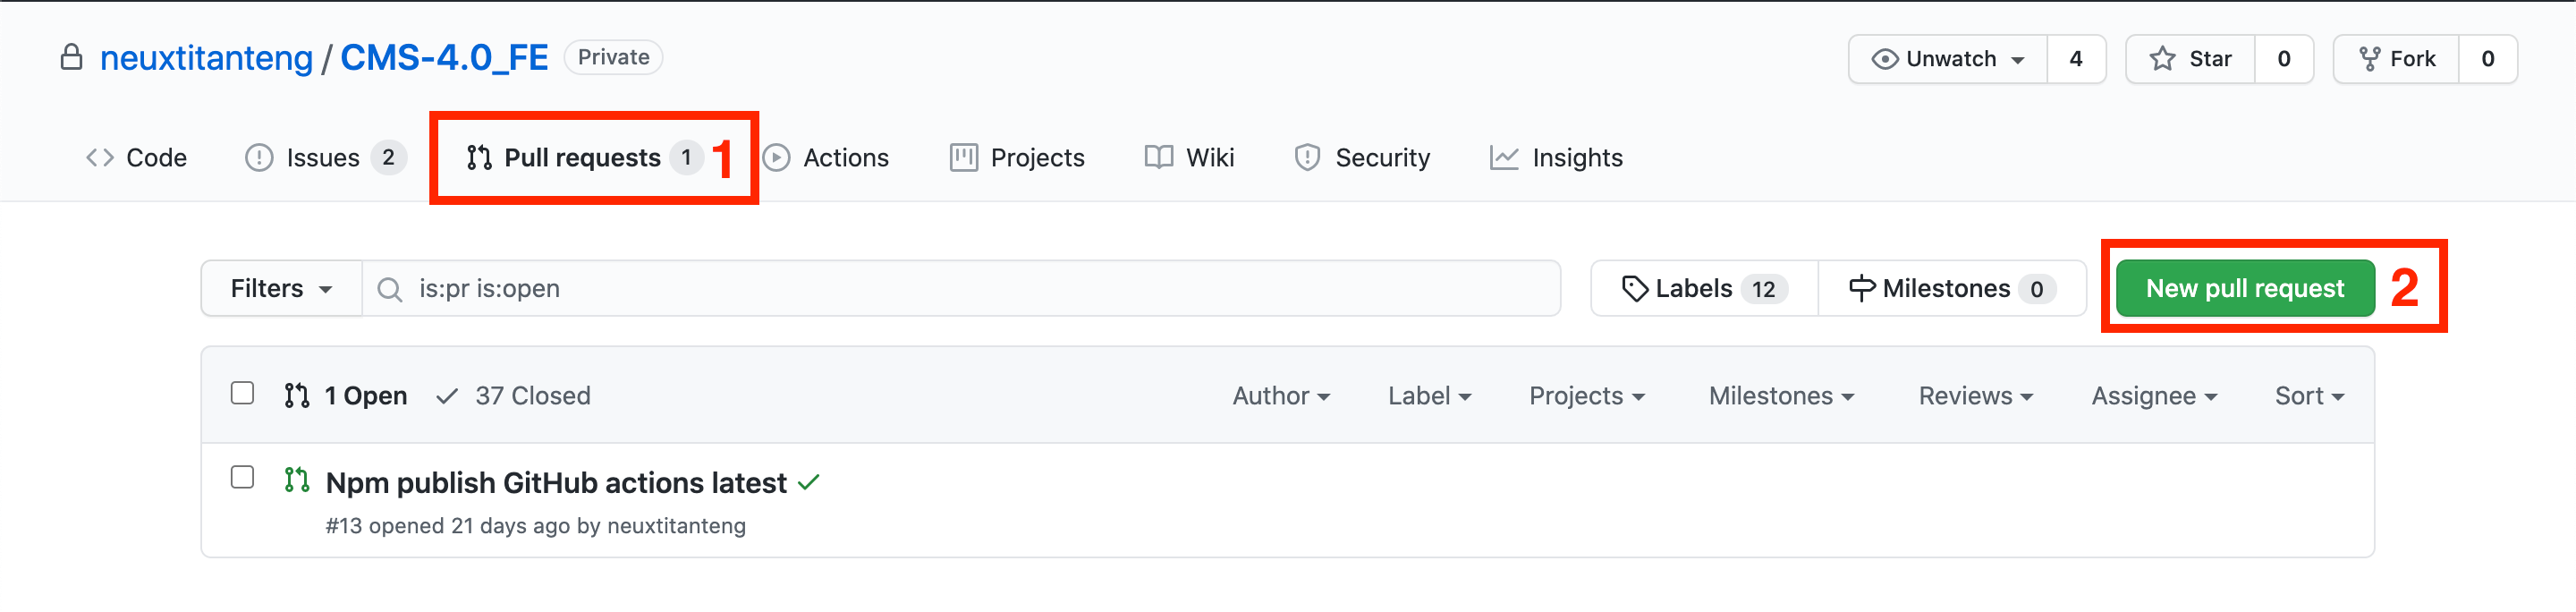 neuxtitanteng / CMS-4.0_FE Private Unwatch 4 Star 0 Fork 0
Code Issues 2 Pull requests 1 1 Actions Projects Wiki Security Insights
Filters is:pr is:open Labels 12 Milestones 0 New pull request 2
1 Open 37 Closed Author Label Projects Milestones Reviews Assignee Sort
Npm publish GitHub actions latest
#13 opened 21 days ago by neuxtitanteng